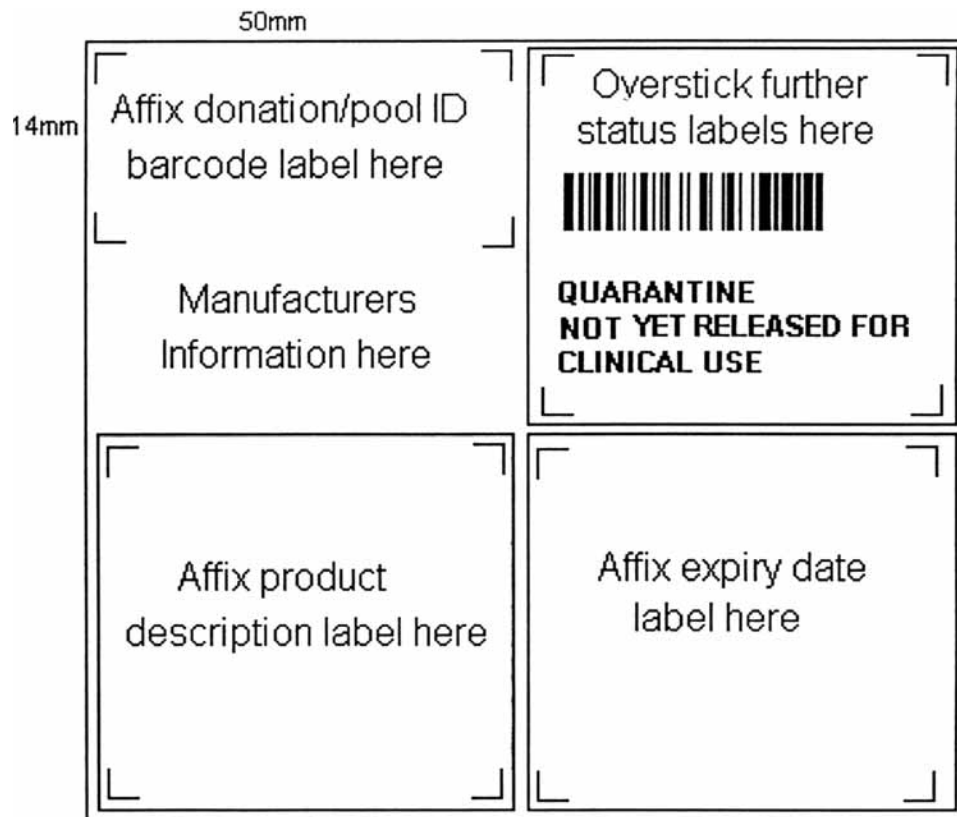 50mm
14mm
Affix donation/pool ID
barcode label here
Manufacturers
Information here
Overstick further
status labels here
QUARANTINE
NOT YET RELEASED FOR
CLINICAL USE
Affix product
description label here
Affix expiry date
label here